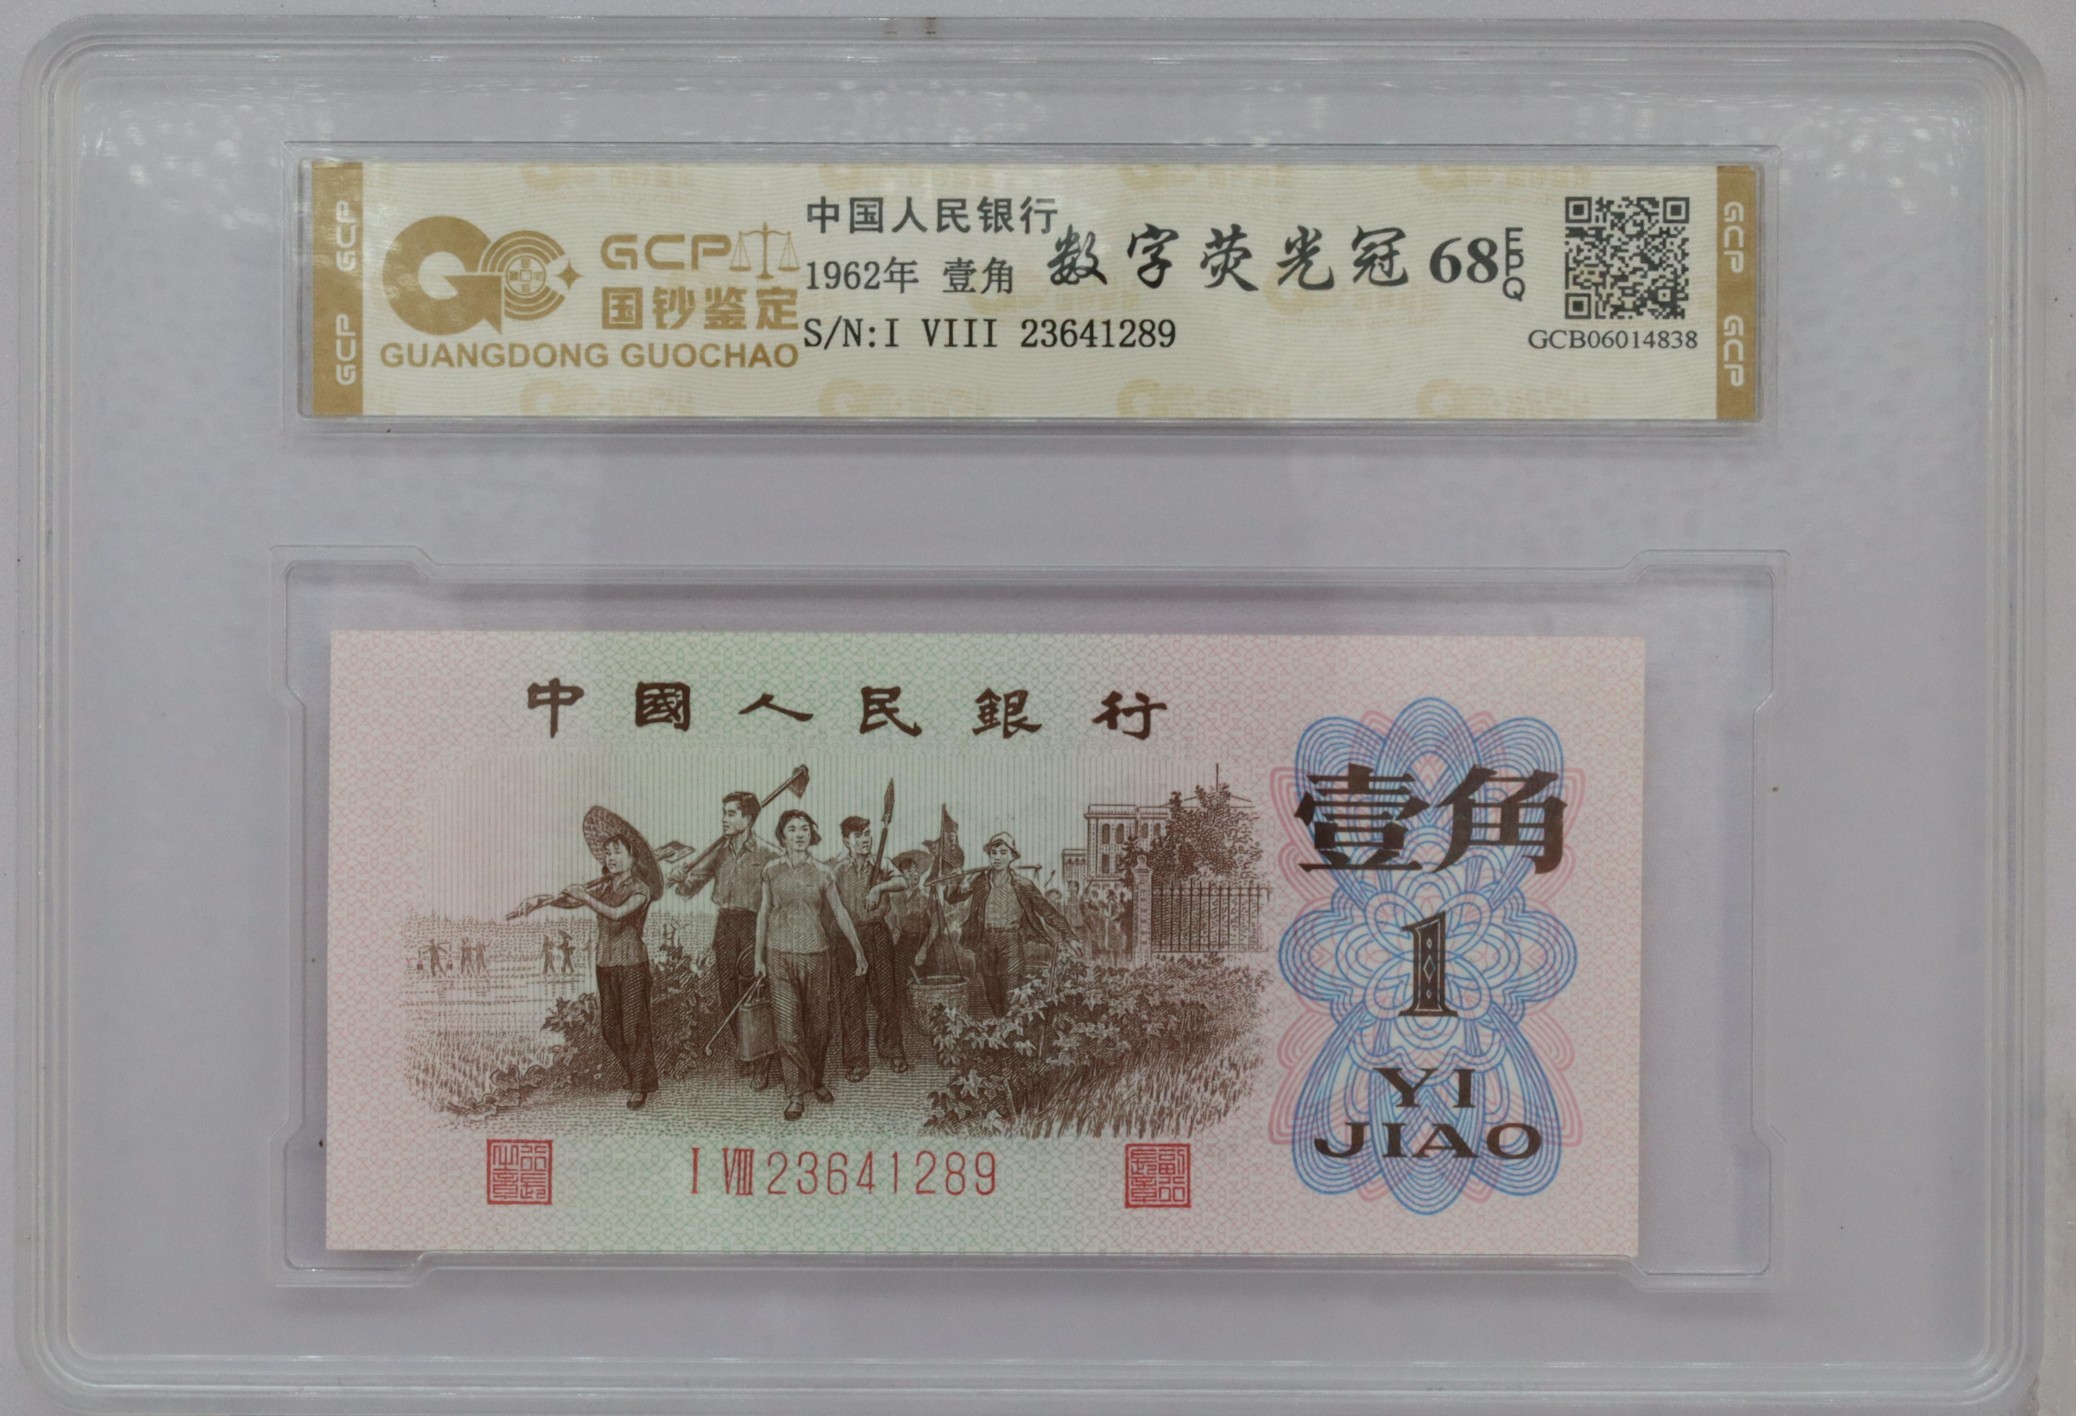 GCP GCP
GCP
国钞鉴定
GUANGDONG GUOCHAO
中国人民银行
1962年 壹角
数字荧光冠 68 EPQ
S/N:I VIII 23641289
GCB06014838
GCP GCP
中國人民銀行
壹角
1
YI
JIAO
I VIII 23641289